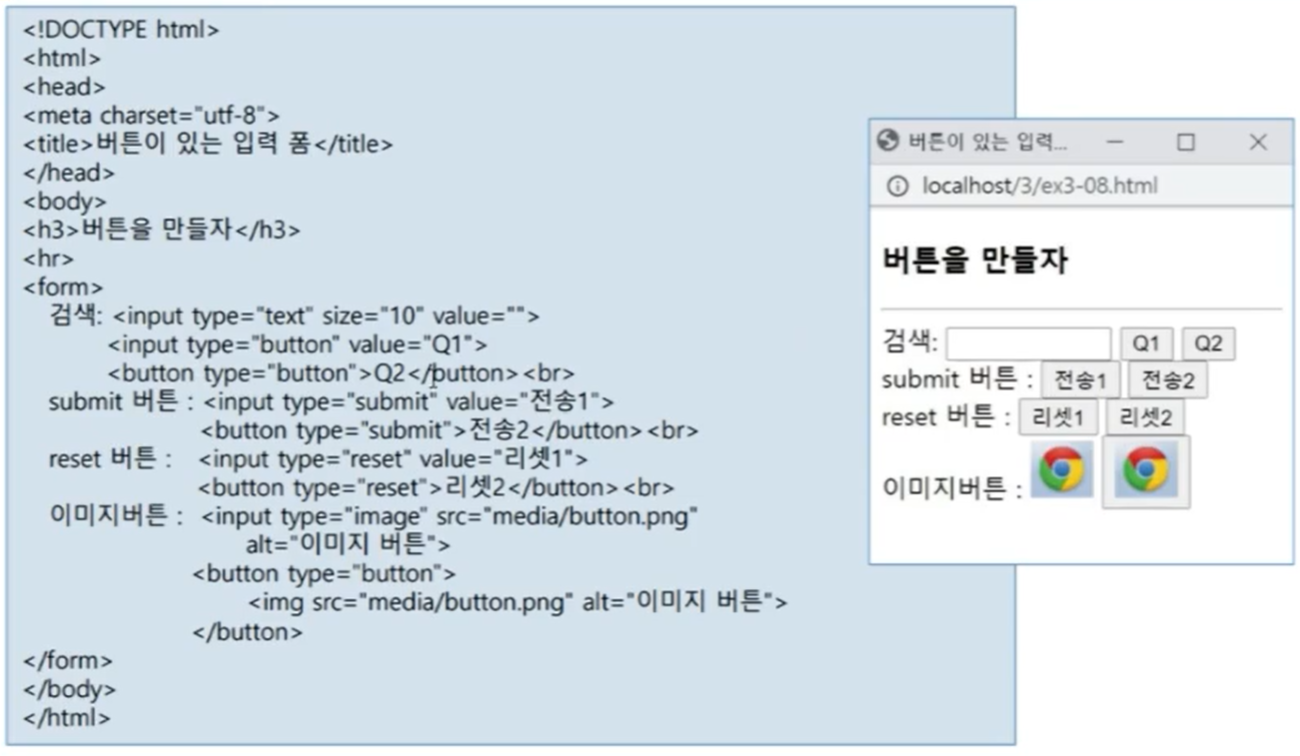 <!DOCTYPE html>
<html>
<head>
<meta charset="utf-8">
<title>버튼이 있는 입력 폼</title>
</head>
<body>
<h3>버튼을 만들자</h3>
<hr>
<form>
검색: <input type="text" size="10" value="">
<input type="button" value="Q1">
<button type="button">Q2</button><br>
submit 버튼 : <input type="submit" value="전송1">
<button type="submit">전송2</button><br>
reset 버튼 : <input type="reset" value="리셋1">
<button type="reset">리셋2</button><br>
이미지버튼 : <input type="image" src="media/button.png"
alt="이미지 버튼">
<button type="button">
<img src="media/button.png" alt="이미지 버튼">
</button>
</form>
</body>
</html>
버튼이 있는 입력...
localhost/3/ex3-08.html
버튼을 만들자
검색: Q1 Q2
submit 버튼 : 전송1 전송2
reset 버튼 : 리셋1 리셋2
이미지버튼 :